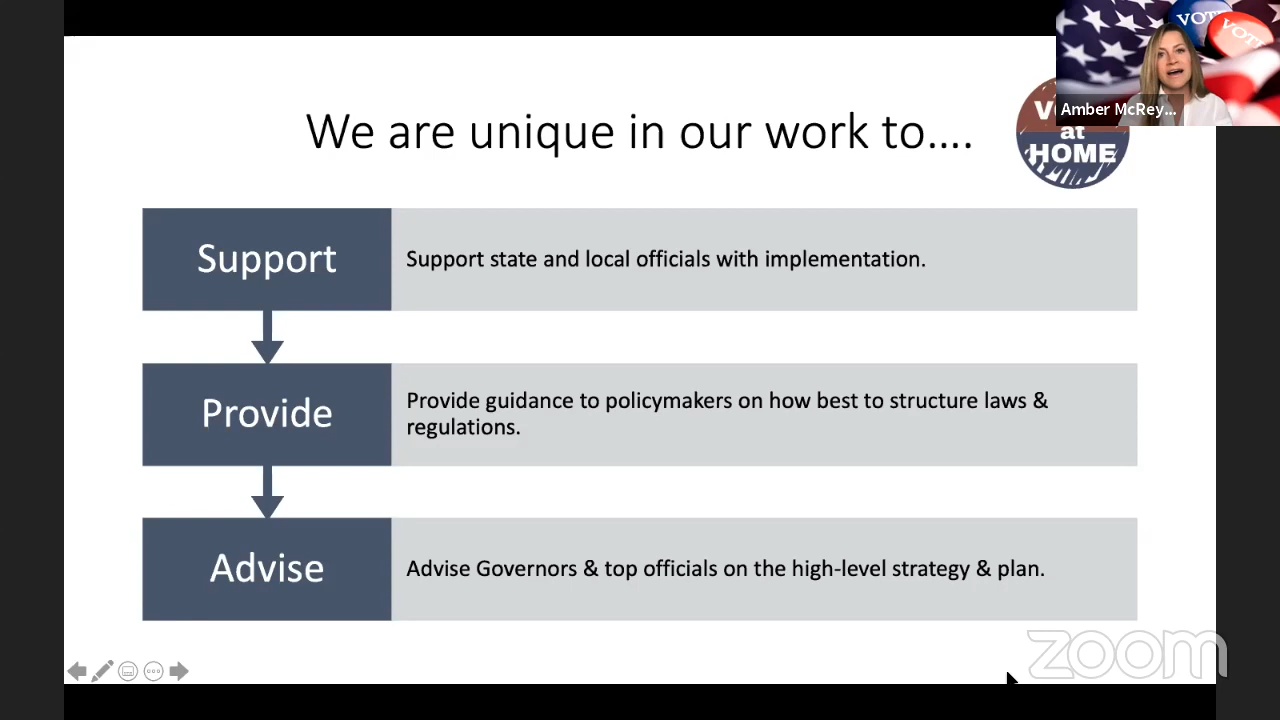 VOTE
VOTE
Amber McRey...
We are unique in our work to....
at
HOME
Support
Support state and local officials with implementation.
Provide
Provide guidance to policymakers on how best to structure laws &
regulations.
Advise
Advise Governors & top officials on the high-level strategy & plan.
zoom